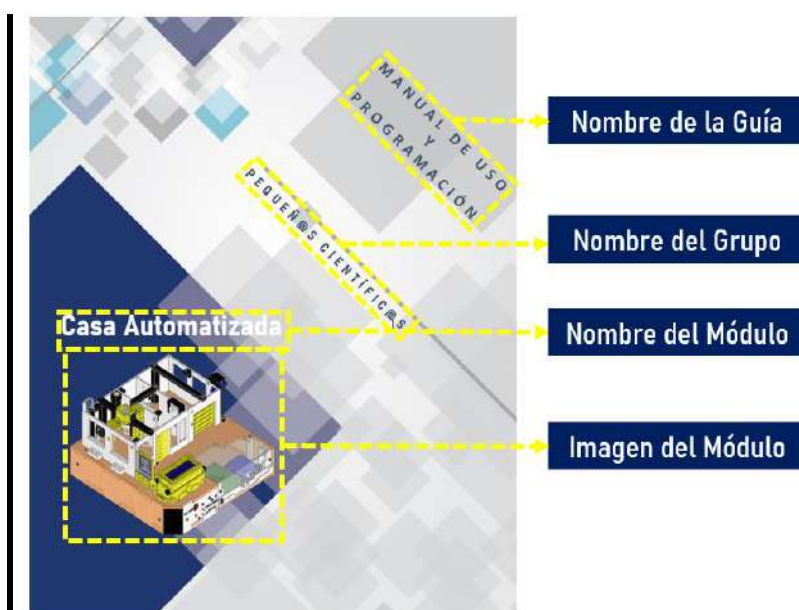 MANUAL DE USO
Y
PROGRAMACIÓN
Nombre de la Guía
PEQUEÑ@S CIENTÍFIC@S
Nombre del Grupo
Casa Automatizada
Nombre del Módulo
Imagen del Módulo